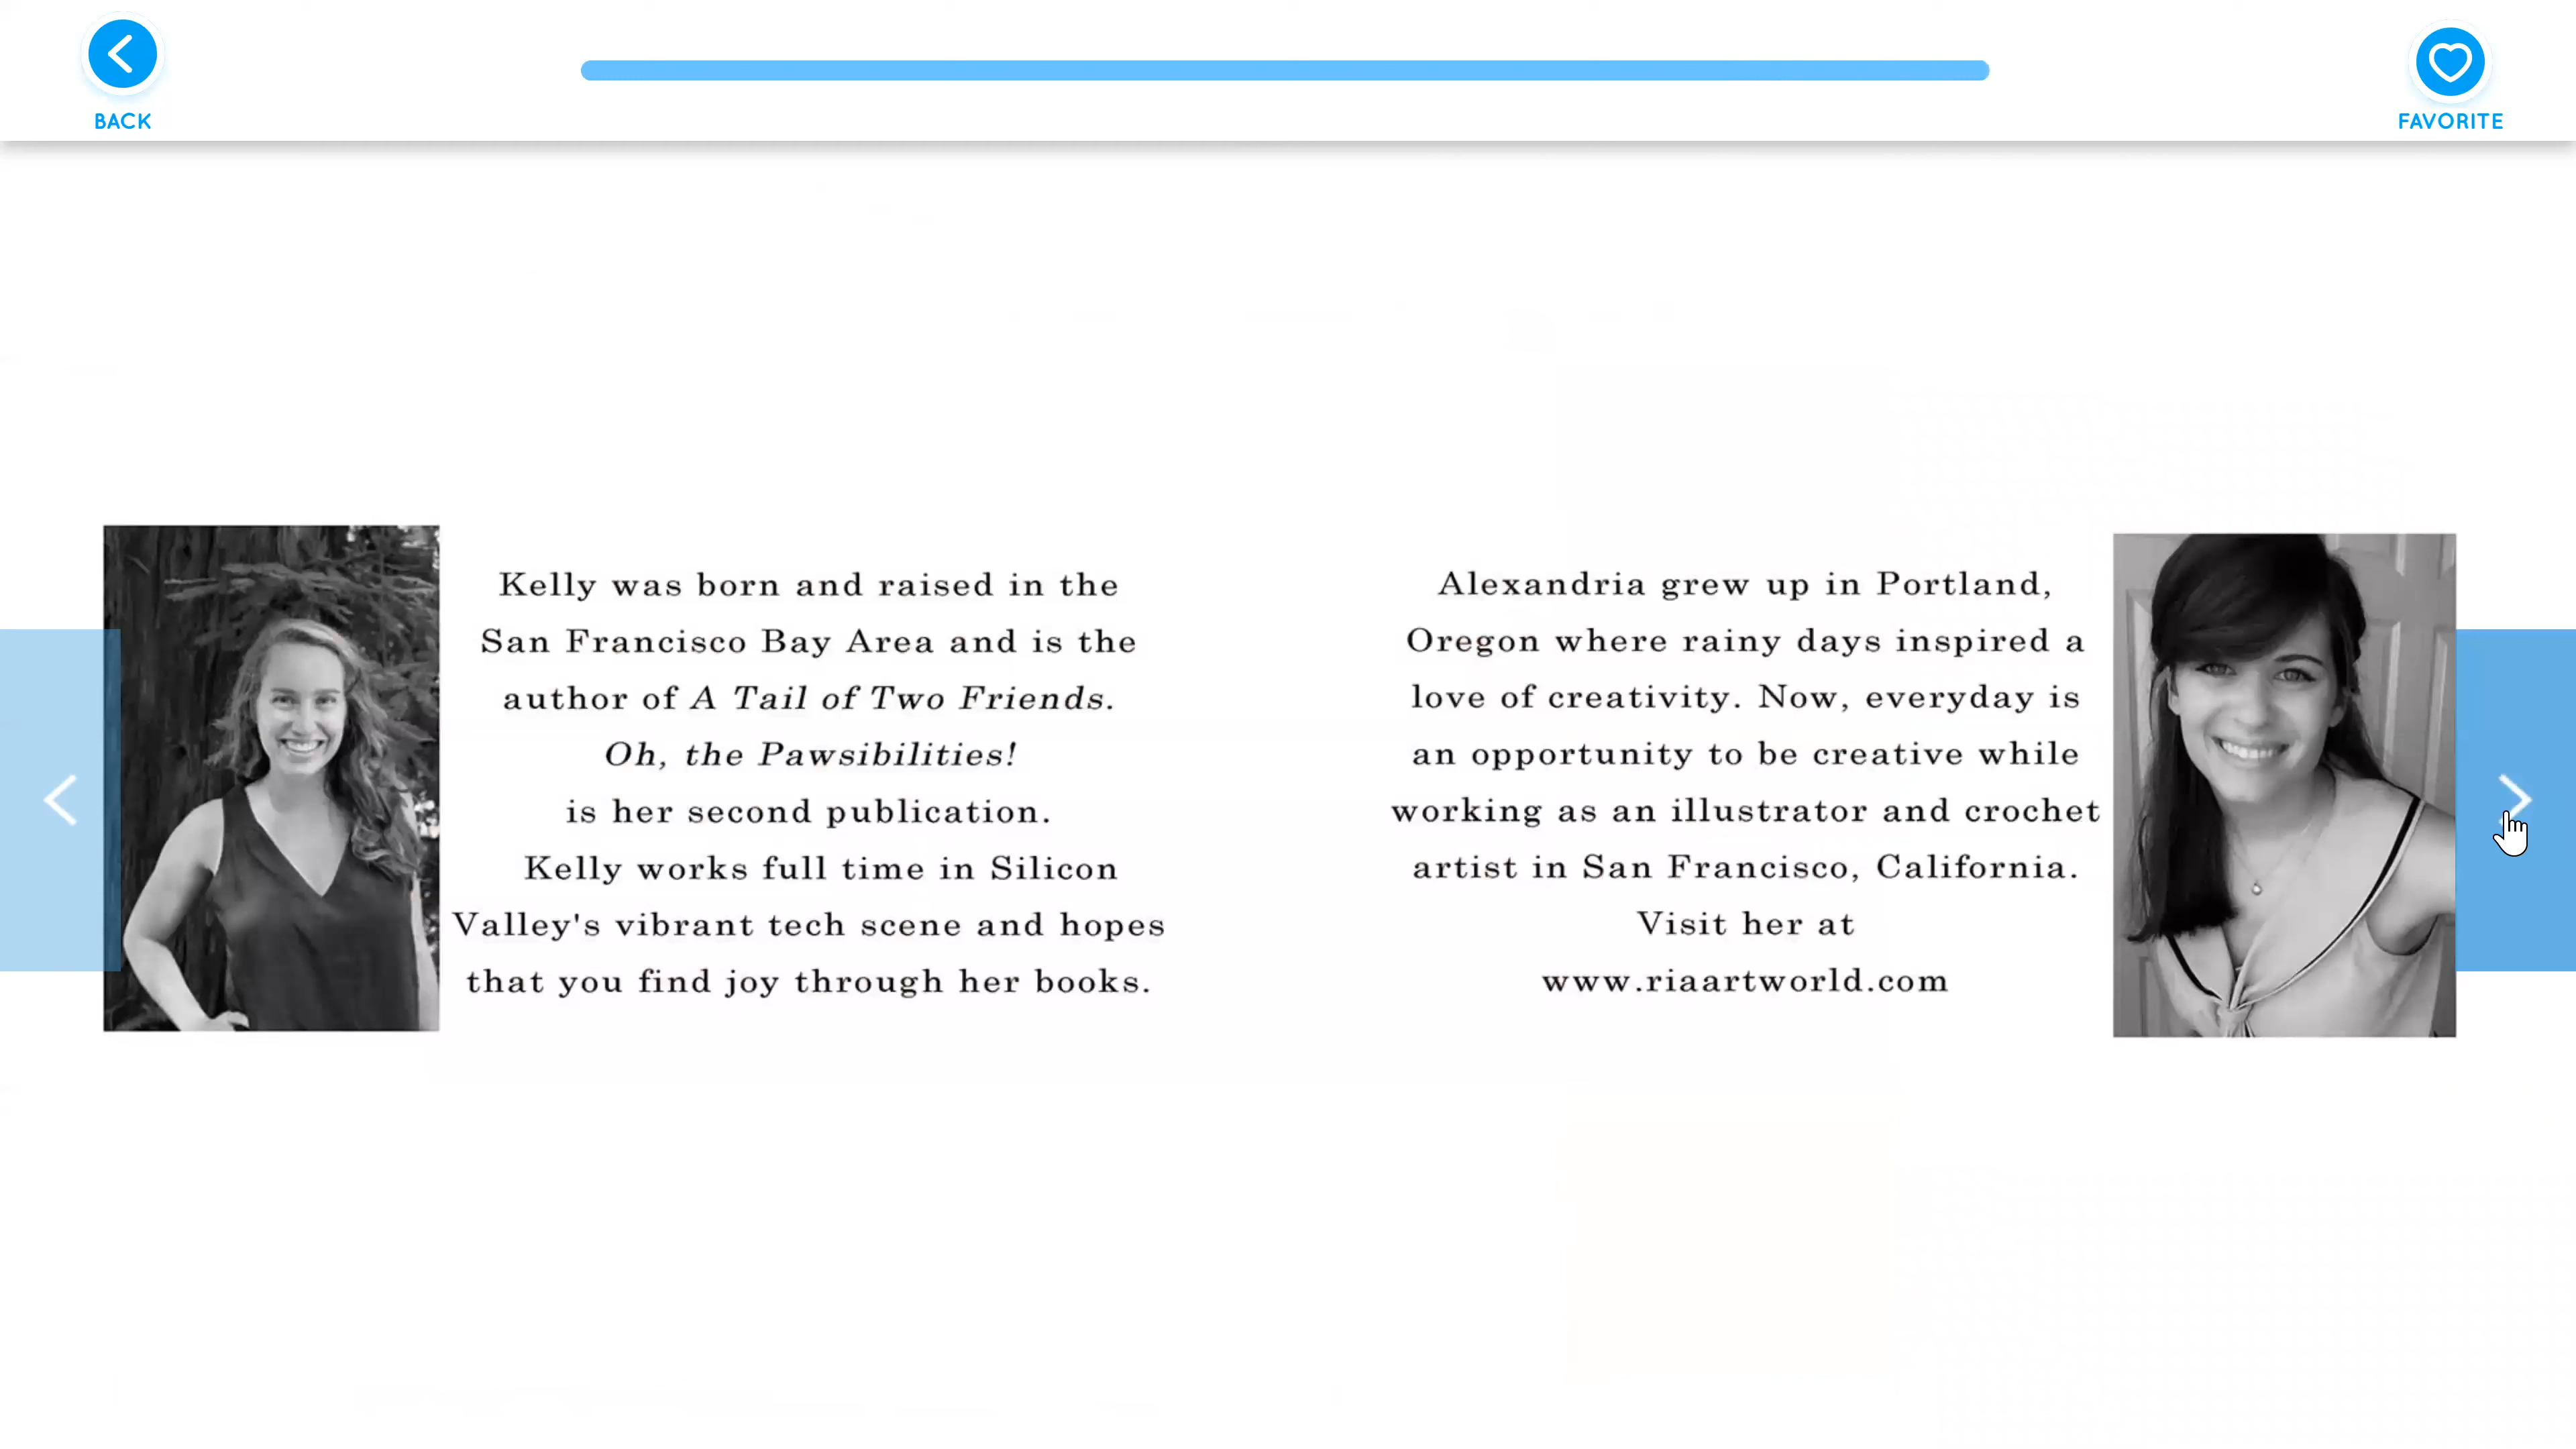 BACK
FAVORITE
Kelly was born and raised in the
San Francisco Bay Area and is the
author of A Tail of Two Friends.
Oh, the Pawsibilities!
is her second publication.
Kelly works full time in Silicon
Valley's vibrant tech scene and hopes
that you find joy through her books.
Alexandria grew up in Portland,
Oregon where rainy days inspired a
love of creativity. Now, everyday is
an opportunity to be creative while
working as an illustrator and crochet
artist in San Francisco, California.
Visit her at
www.riaartworld.com